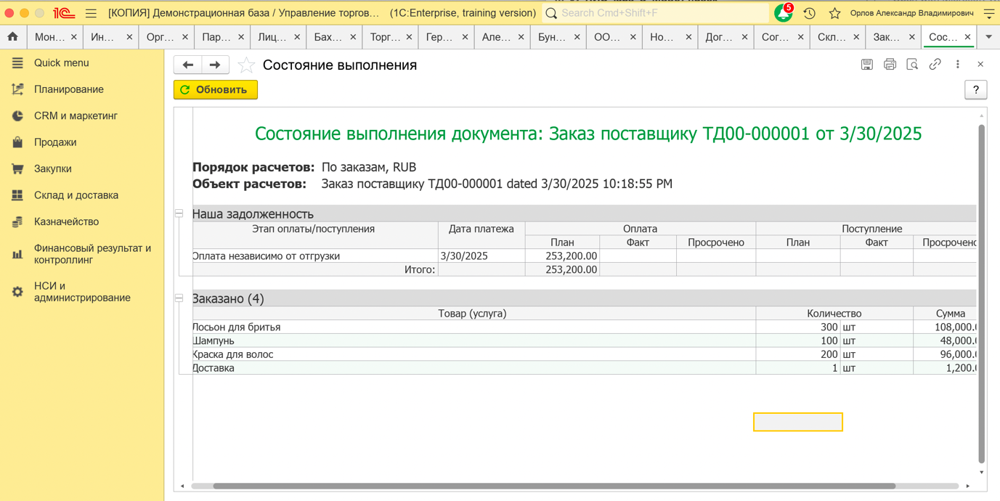 1С [КОПИЯ] Демонстрационная база / Управление торгов... (1C:Enterprise, training version) Search Cmd+Shift+F 5 Орлов Александр Владимирович
Мон... × Ин... × Орг... × Пар... × Лиц... × Бах... × Торг... × Гер... × Але... × Бун... × ОО... × Но... × Дог... × Сог... × Скл... × Зак... × Сос... ×
Quick menu
Планирование
CRM и маркетинг
Продажи
Закупки
Склад и доставка
Казначейство
Финансовый результат и
контроллинг
НСИ и
администрирование
Состояние выполнения
Обновить
?
Состояние выполнения документа: Заказ поставщику ТД00-000001 от 3/30/2025
Порядок расчетов: По заказам, RUB
Объект расчетов: Заказ поставщику ТД00-000001 dated 3/30/2025 10:18:55 PM
Наша задолженность
Этап оплаты/поступления Дата платежа Оплата Поступление
План Факт Просрочено План Факт Просрочено
Оплата независимо от отгрузки 3/30/2025 253,200.00
Итого: 253,200.00
Заказано (4)
Товар (услуга) Количество Сумма
Лосьон для бритья 300 шт 108,000.0
Шампунь 100 шт 48,000.0
Краска для волос 200 шт 96,000.0
Доставка 1 шт 1,200.0